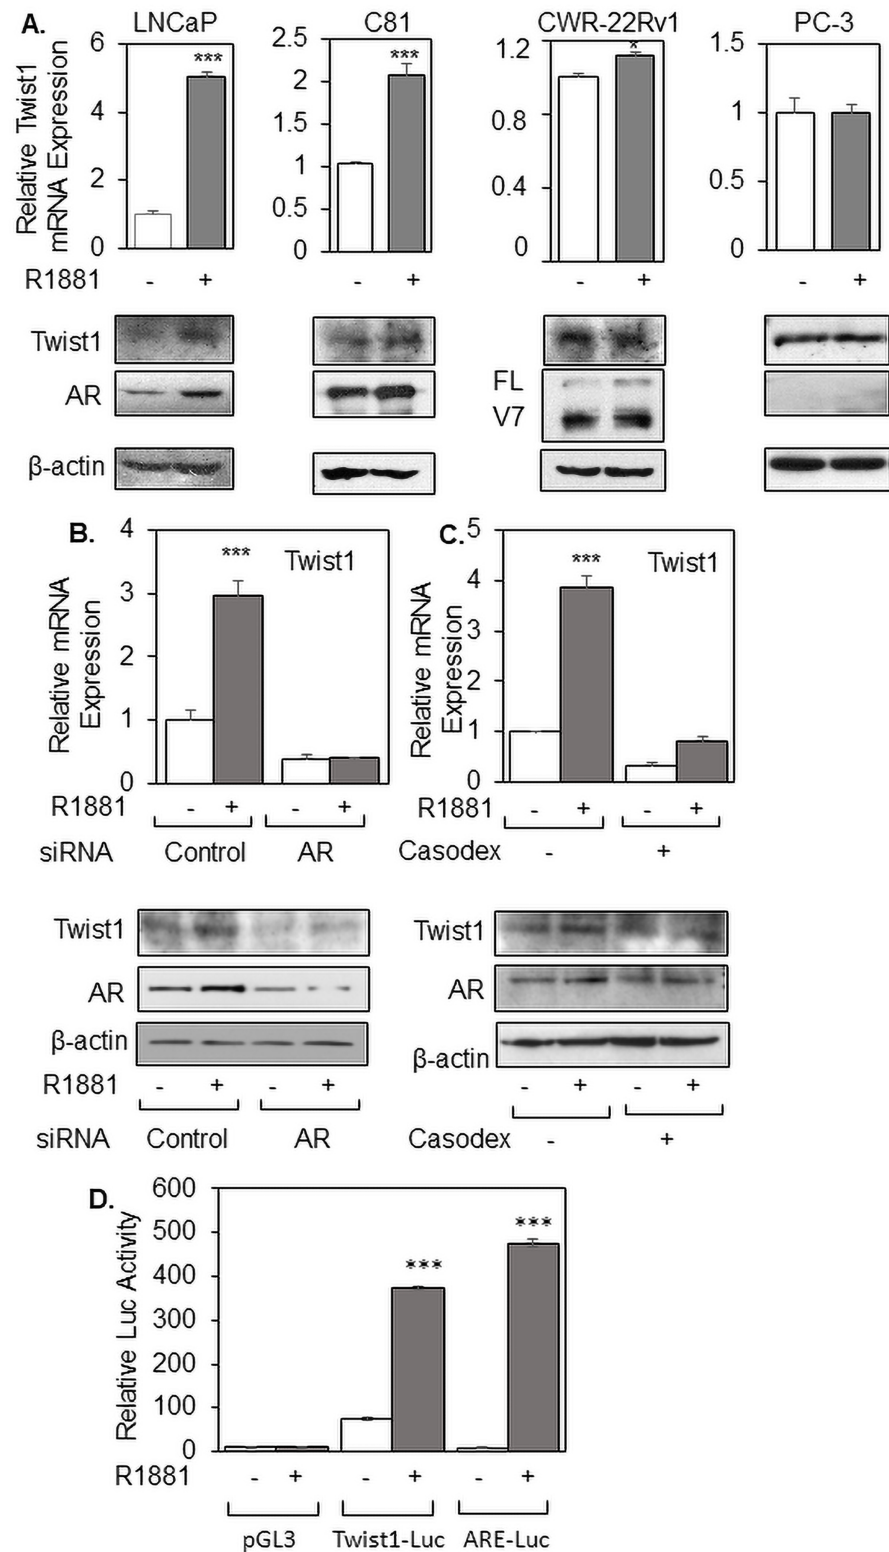 A.
LNCaP C81 CWR-22Rv1 PC-3
Relative Twist1
mRNA Expression
6
4
2
0
2.5
2
1.5
1
0.5
0
1.2
0.8
0.4
0
1.5
1
0.5
0
*** *** * 
R1881 - + - + - + - +
Twist1
AR
FL
V7
β-actin
B.
Relative mRNA
Expression
4
3
2
1
0
*** Twist1
R1881 - + - +
siRNA Control AR
C.
Relative mRNA
Expression
5
4
3
2
1
0
*** Twist1
R1881 - + - +
Casodex - +
Twist1
AR
β-actin
R1881 - + - +
siRNA Control AR
Twist1
AR
β-actin
- + - +
Casodex - +
D.
Relative Luc Activity
600
500
400
300
200
100
0
*** ***
R1881 - + - + - +
pGL3 Twist1-Luc ARE-Luc